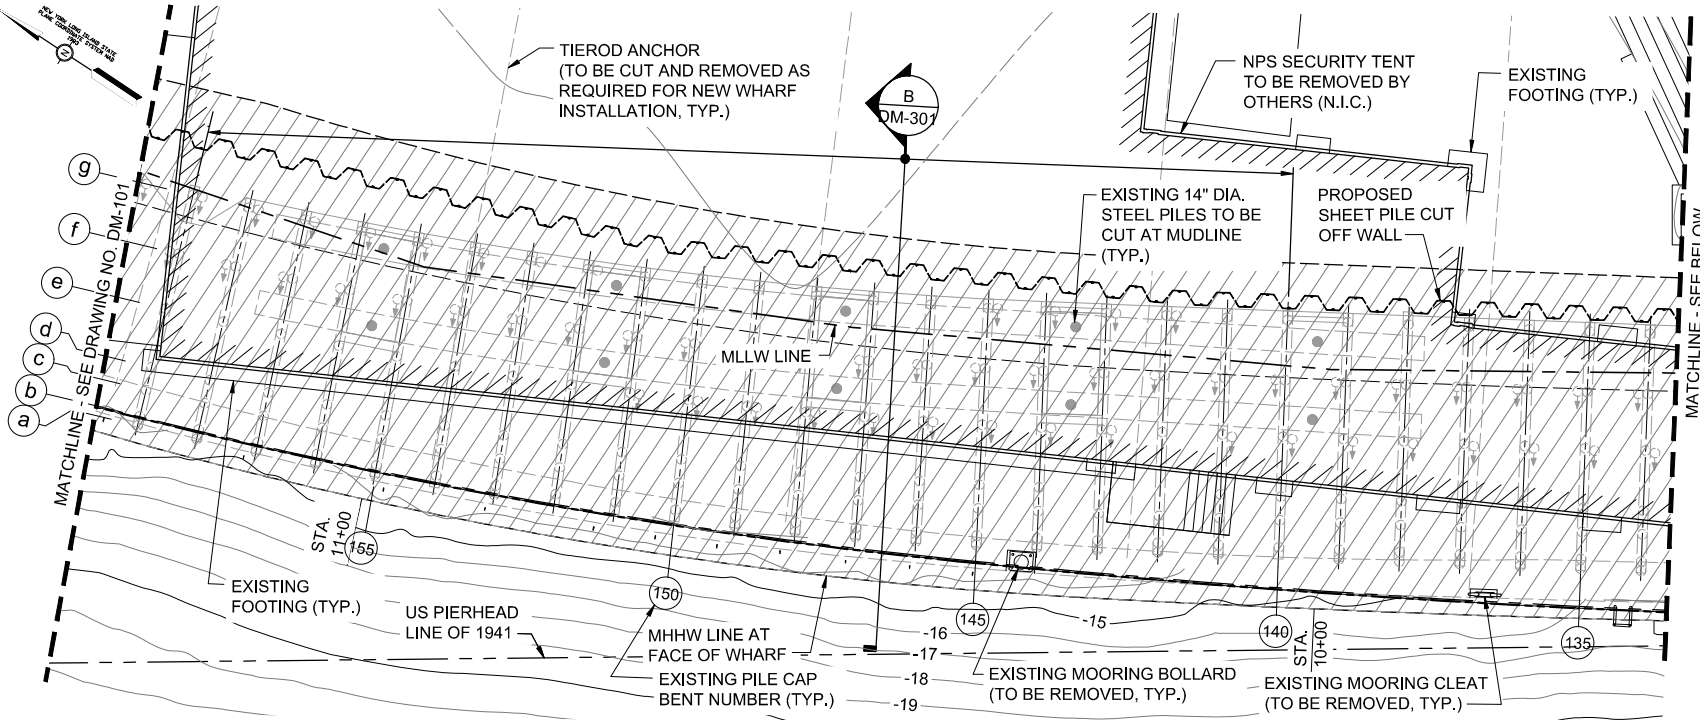 NEW YORK LONG ISLAND STATE
PLANE COORDINATE SYSTEM NAD
1983
N
TIEROD ANCHOR
(TO BE CUT AND REMOVED AS
REQUIRED FOR NEW WHARF
INSTALLATION, TYP.)
B
DM-301
NPS SECURITY TENT
TO BE REMOVED BY
OTHERS (N.I.C.)
EXISTING
FOOTING (TYP.)
EXISTING 14" DIA.
STEEL PILES TO BE
CUT AT MUDLINE
(TYP.)
PROPOSED
SHEET PILE CUT
OFF WALL
g
f
e
d
c
b
a
MATCHLINE - SEE DRAWING NO. DM-101
MATCHLINE - SEE BELOW
MLLW LINE
STA.
11+00
155
150
145
140
135
STA.
10+00
EXISTING
FOOTING (TYP.)
US PIERHEAD
LINE OF 1941
MHHW LINE AT
FACE OF WHARF
EXISTING PILE CAP
BENT NUMBER (TYP.)
-15
-16
-17
-18
-19
EXISTING MOORING BOLLARD
(TO BE REMOVED, TYP.)
EXISTING MOORING CLEAT
(TO BE REMOVED, TYP.)